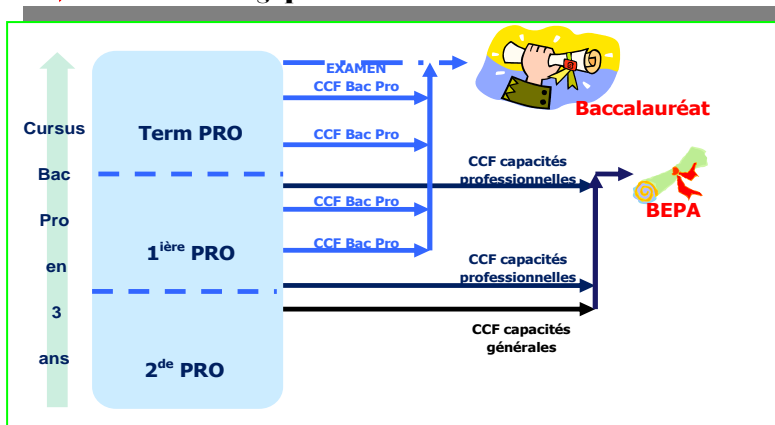 Cursus
Bac
Pro
en
3
ans
Term PRO
1ière PRO
2de PRO
EXAMEN
CCF Bac Pro
CCF Bac Pro
CCF Bac Pro
CCF Bac Pro
CCF capacités
professionnelles
CCF capacités
professionnelles
CCF capacités
générales
Baccalauréat
BEPA